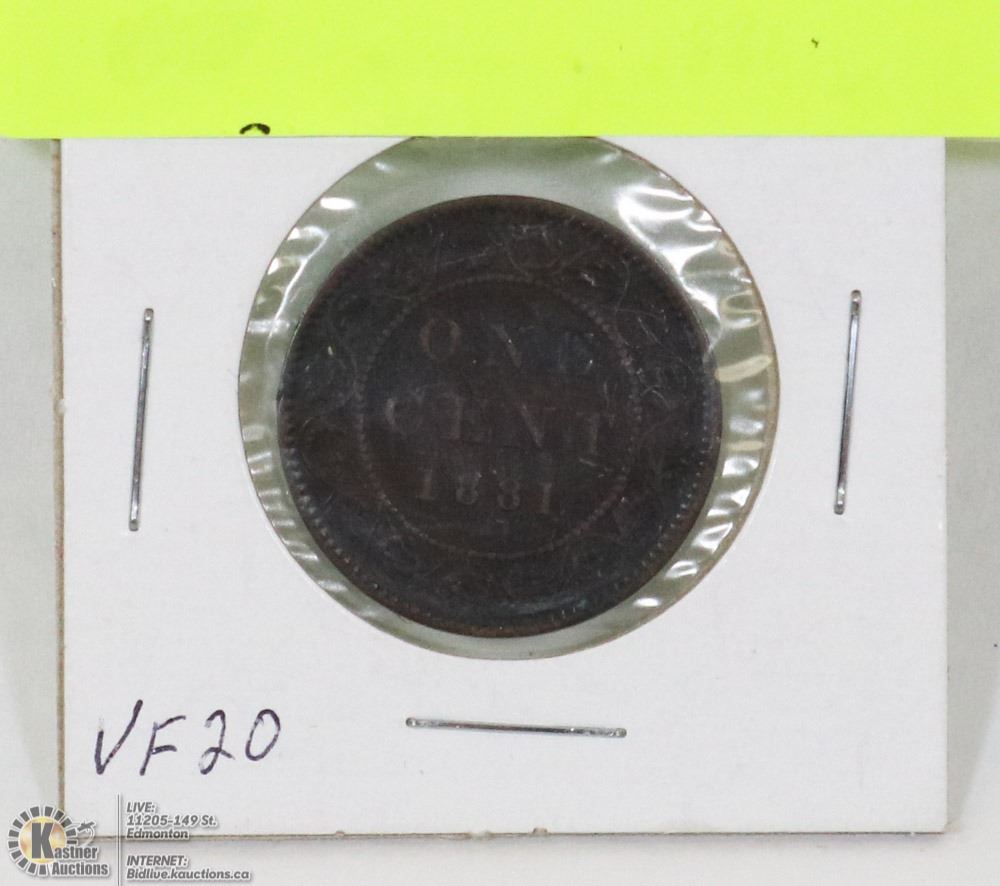 ONE
CENT
1881
VF20
Kastner
Auctions
LIVE:
11205-149 St.
Edmonton
INTERNET:
Bidlive.kauctions.ca